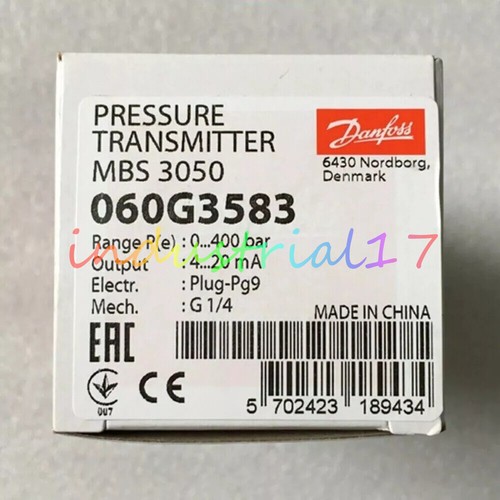 PRESSURE
TRANSMITTER
MBS 3050
060G3583
Range P(e) : 0...400 bar
Output : 4...20 mA
Electr. : Plug-Pg9
Mech. : G 1/4
Danfoss
6430 Nordborg,
Denmark
industrial17
MADE IN CHINA
EAC
007 CE
5 702423 189434